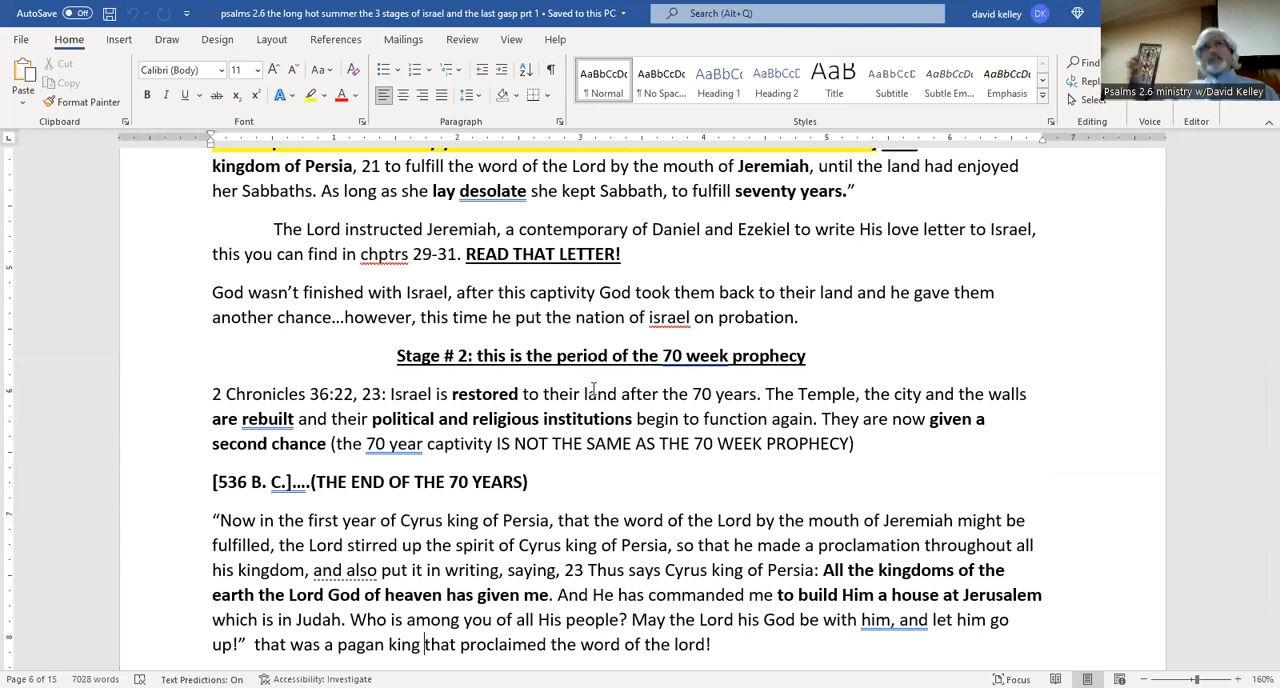 AutoSave Off psalms 2.6 the long hot summer the 3 stages of israel and the last gasp prt 1 • Saved to this PC Search (Alt+Q) david kelley DK
File Home Insert Draw Design Layout References Mailings Review View Help
Paste Cut Copy Format Painter Clipboard
Calibri (Body) 11 Font
Paragraph
AaBbCcDc AaBbCcDc AaBbCc AaBbCcD AaB AaBbCcD AaBbCcDc AaBbCcDc
¶ Normal ¶ No Spac... Heading 1 Heading 2 Title Subtitle Subtle Em... Emphasis
Styles
Find
Repl
Select
Editing Voice Editor
Psalms 2.6 ministry w/David Kelley
kingdom of Persia, 21 to fulfill the word of the Lord by the mouth of Jeremiah, until the land had enjoyed
her Sabbaths. As long as she lay desolate she kept Sabbath, to fulfill seventy years.”
The Lord instructed Jeremiah, a contemporary of Daniel and Ezekiel to write His love letter to Israel,
this you can find in chptrs 29-31. READ THAT LETTER!
God wasn’t finished with Israel, after this captivity God took them back to their land and he gave them
another chance…however, this time he put the nation of israel on probation.
Stage # 2: this is the period of the 70 week prophecy
2 Chronicles 36:22, 23: Israel is restored to their land after the 70 years. The Temple, the city and the walls
are rebuilt and their political and religious institutions begin to function again. They are now given a
second chance (the 70 year captivity IS NOT THE SAME AS THE 70 WEEK PROPHECY)
[536 B. C.]….(THE END OF THE 70 YEARS)
“Now in the first year of Cyrus king of Persia, that the word of the Lord by the mouth of Jeremiah might be
fulfilled, the Lord stirred up the spirit of Cyrus king of Persia, so that he made a proclamation throughout all
his kingdom, and also put it in writing, saying, 23 Thus says Cyrus king of Persia: All the kingdoms of the
earth the Lord God of heaven has given me. And He has commanded me to build Him a house at Jerusalem
which is in Judah. Who is among you of all His people? May the Lord his God be with him, and let him go
up!”  that was a pagan king that proclaimed the word of the lord!
Page 6 of 15 7028 words Text Predictions: On Accessibility: Investigate Focus 160%